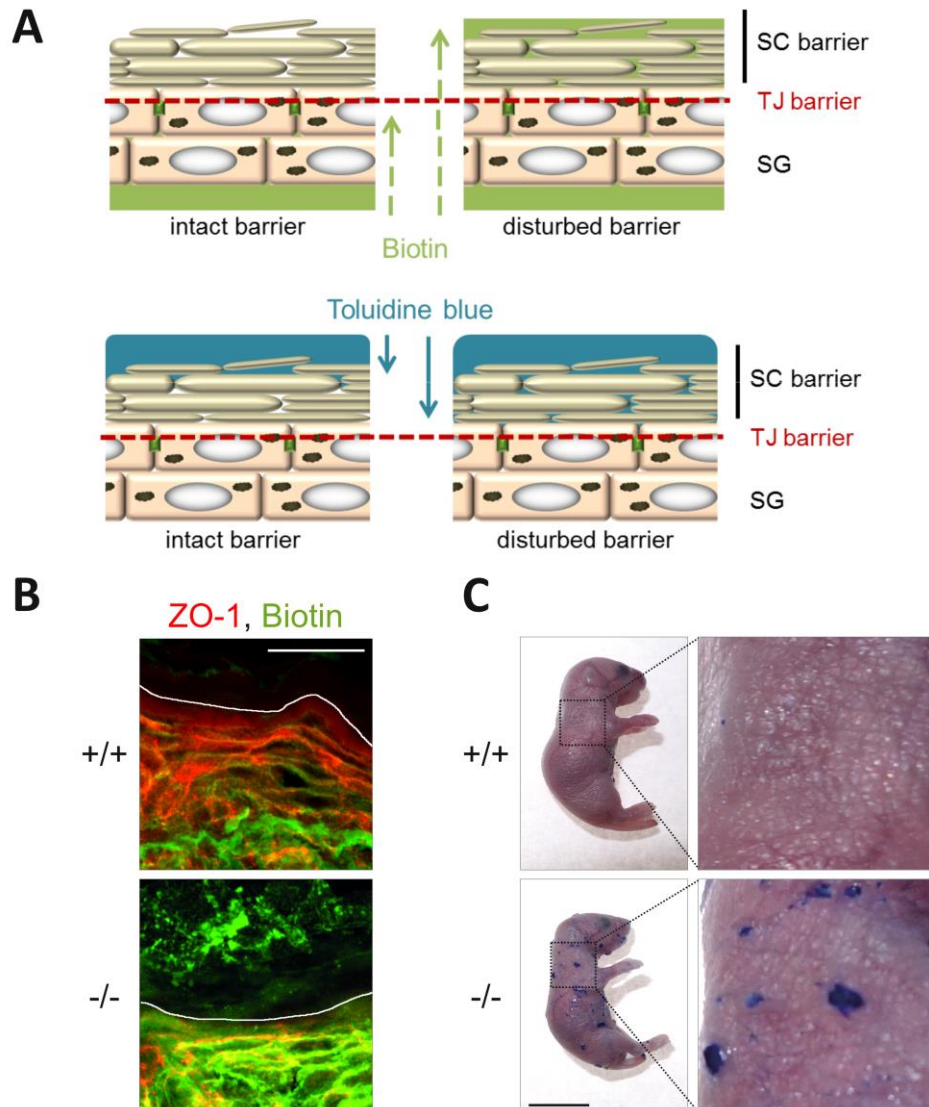 A
SC barrier
TJ barrier
SG
intact barrier
disturbed barrier
Biotin
Toluidine blue
SC barrier
TJ barrier
SG
intact barrier
disturbed barrier
B
ZO-1, Biotin
+/+
-/-
C
+/+
-/-